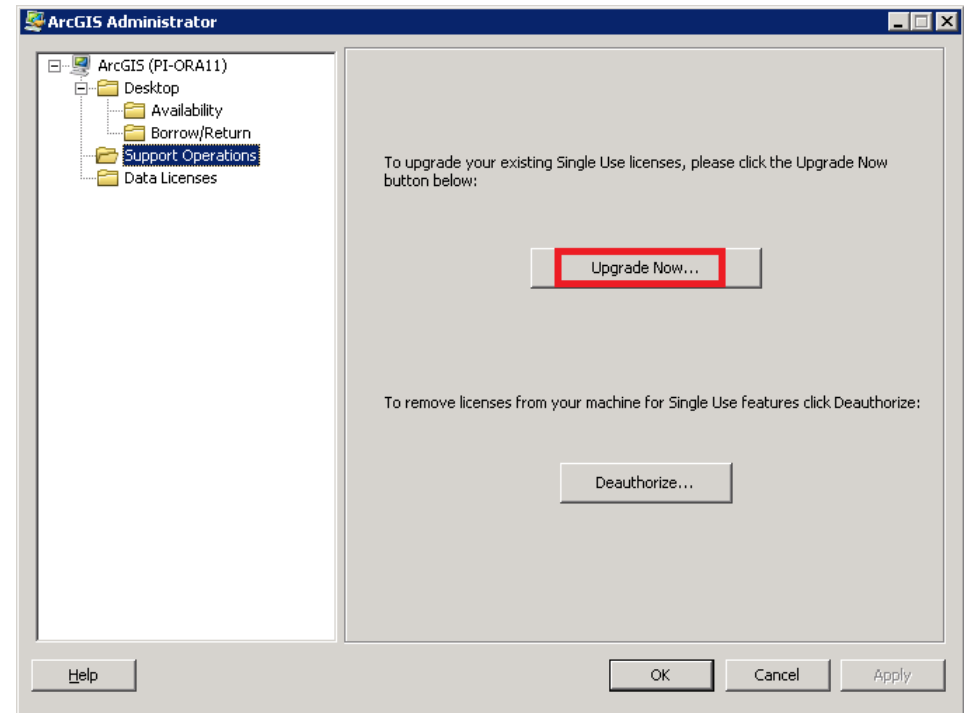 ArcGIS Administrator
ArcGIS (PI-ORA11)
Desktop
Availability
Borrow/Return
Support Operations
Data Licenses
To upgrade your existing Single Use licenses, please click the Upgrade Now
button below:
Upgrade Now...
To remove licenses from your machine for Single Use features click Deauthorize:
Deauthorize...
Help
OK
Cancel
Apply